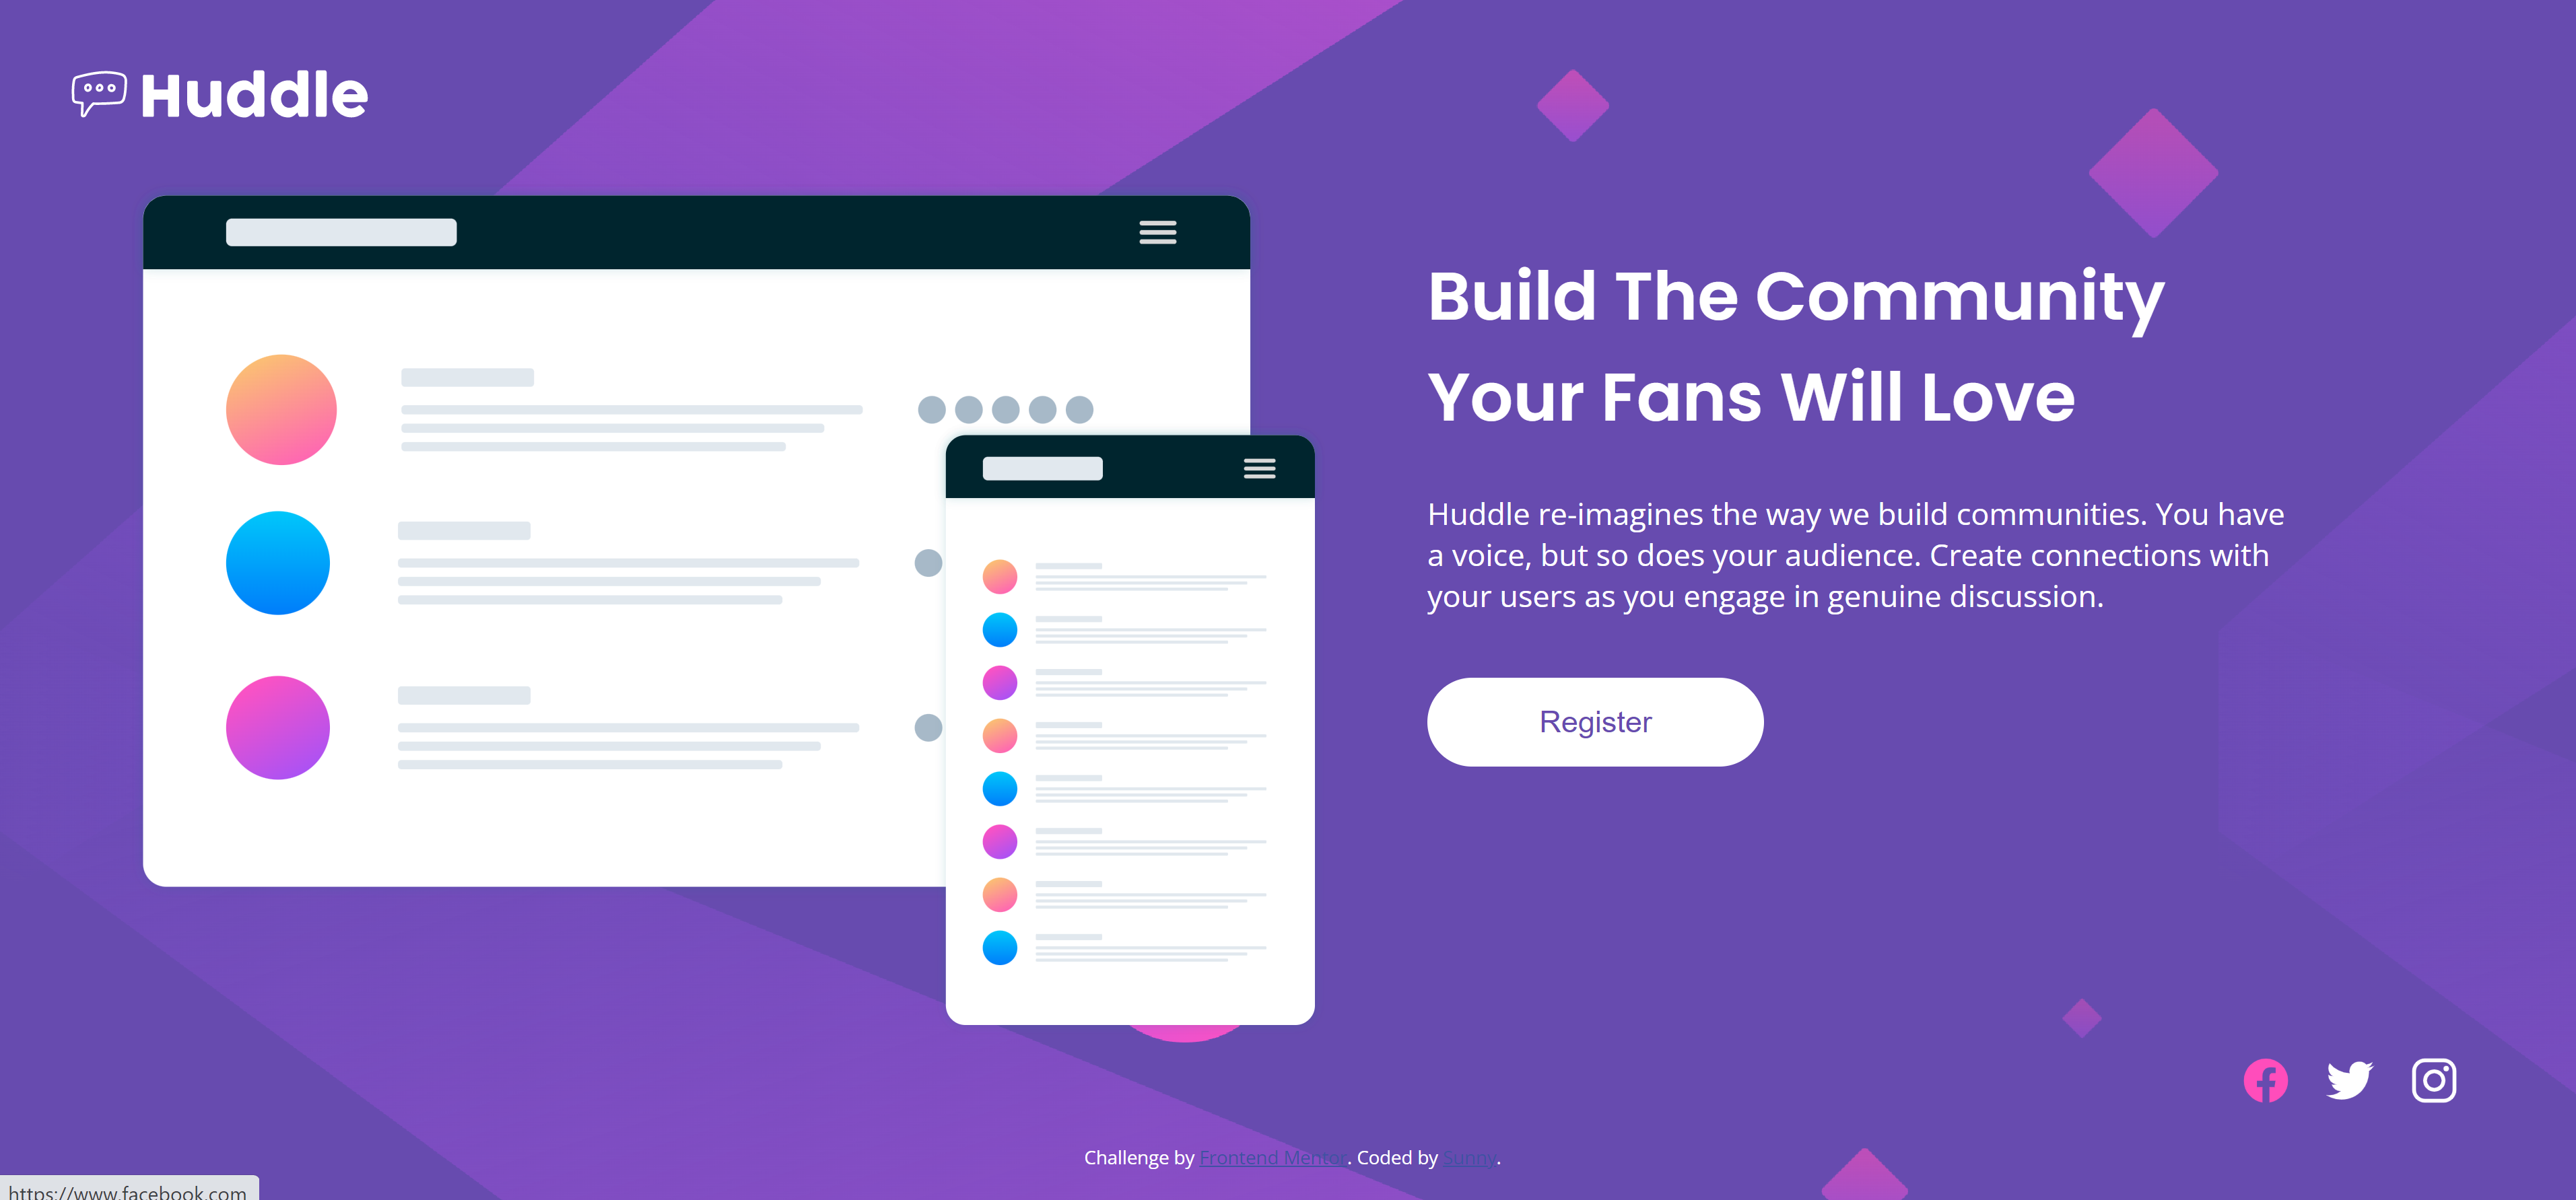 Huddle
Build The Community
Your Fans Will Love
Huddle re-imagines the way we build communities. You have
a voice, but so does your audience. Create connections with
your users as you engage in genuine discussion.
Register
Challenge by Frontend Mentor. Coded by Sunny.
https://www.facebook.com